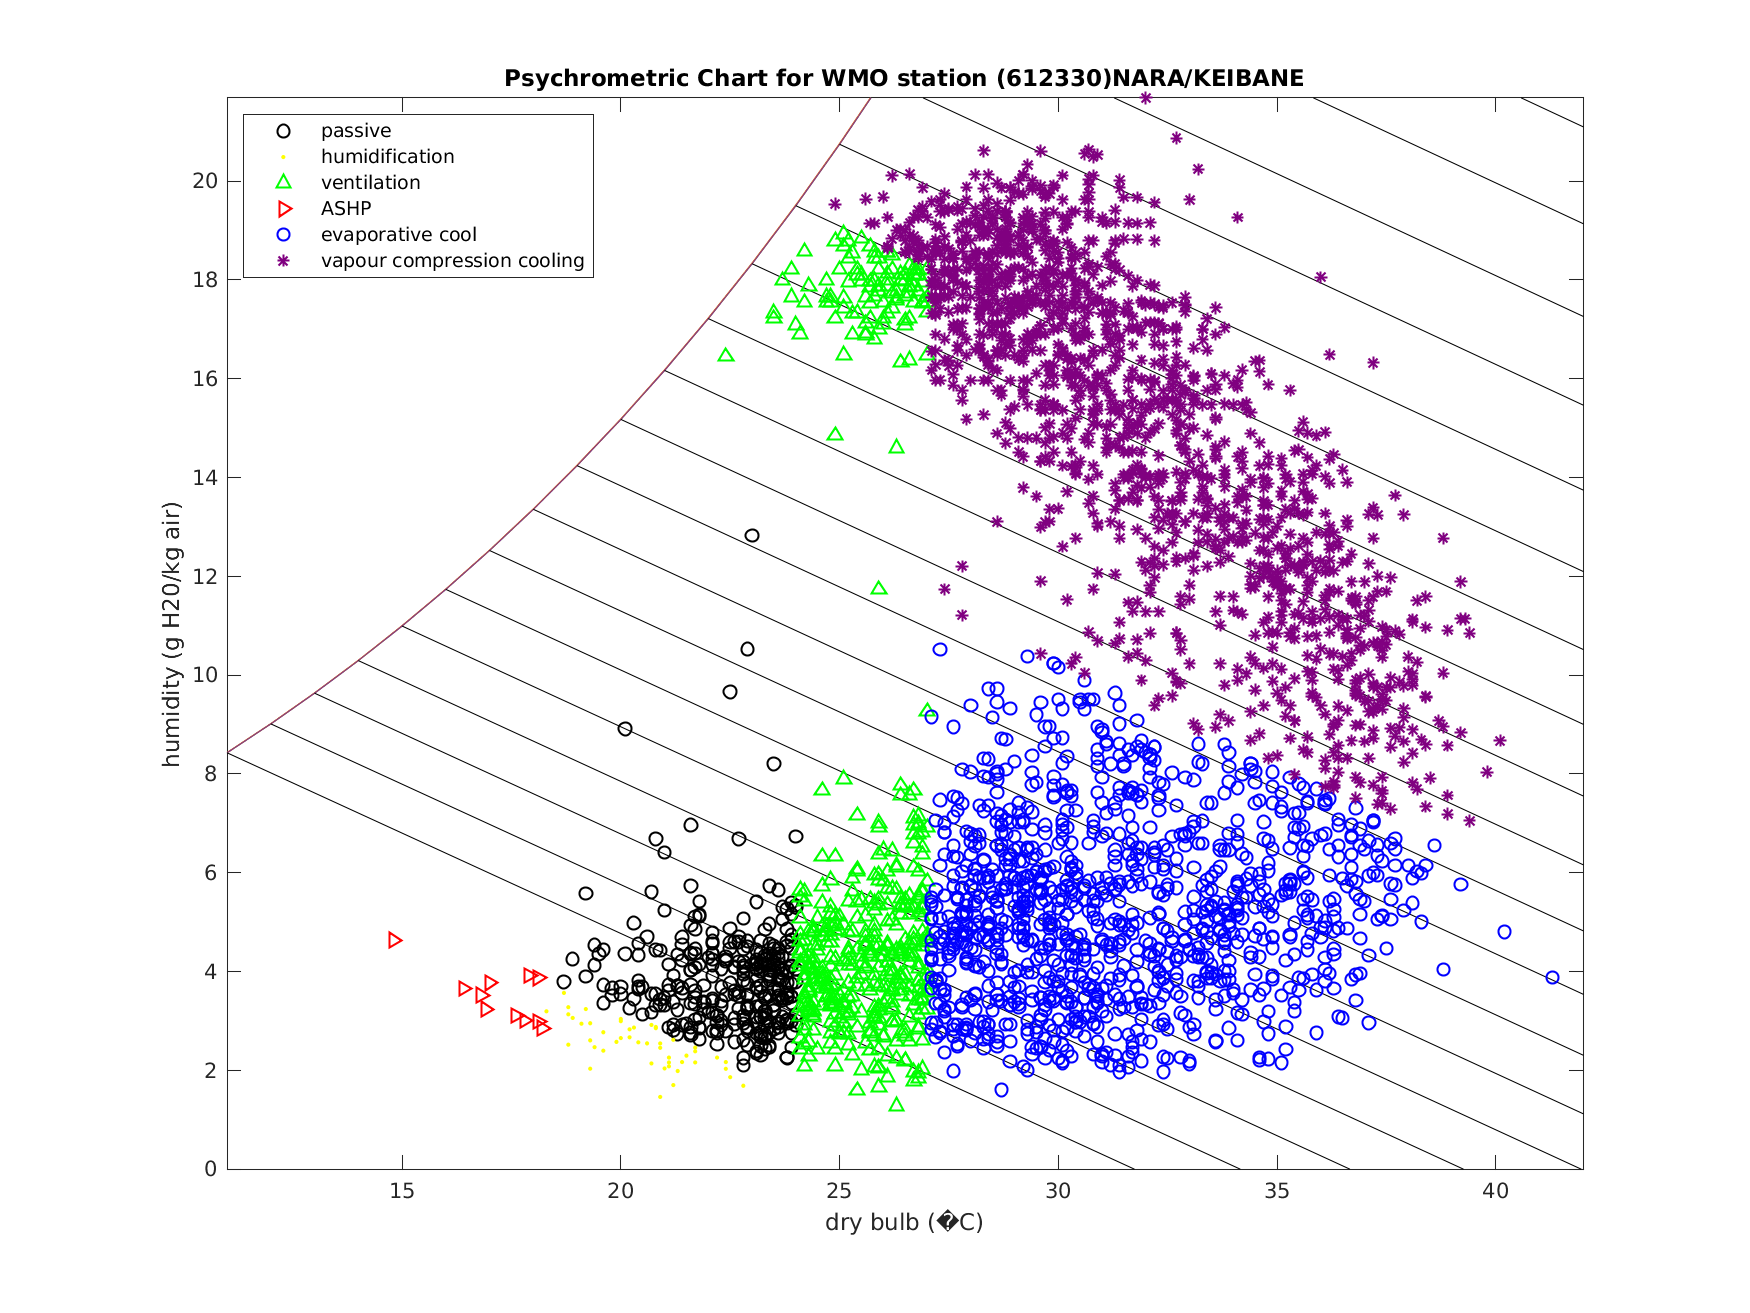 Psychrometric Chart for WMO station (612330)NARA/KEIBANE
passive
humidification
ventilation
ASHP
evaporative cool
vapour compression cooling
humidity (g H20/kg air)
20
18
16
14
12
10
8
6
4
2
0
15 20 25 30 35 40
dry bulb (�C)